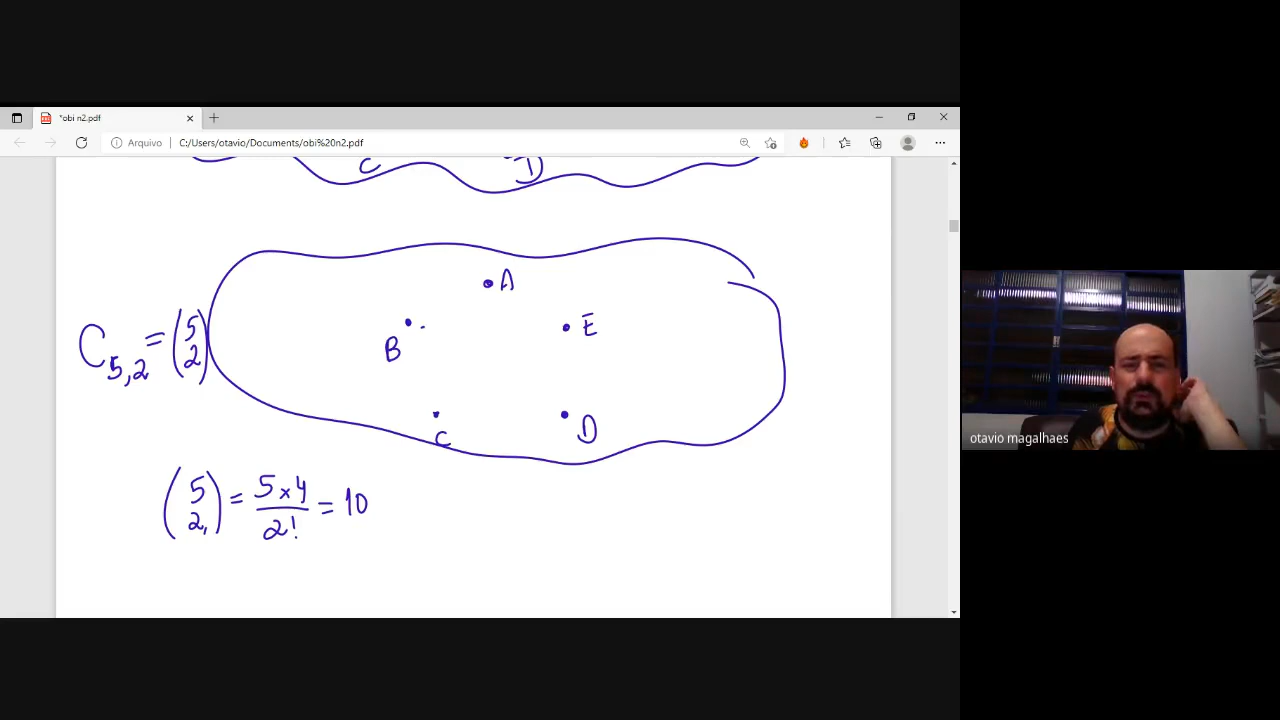 *obi n2.pdf
Arquivo C:/Users/otavio/Documents/obi%20n2.pdf
C D
A
B E
C₅,₂ = (5 2)
C D
(5 2) = 5 x 4 / 2! = 10
otavio magalhaes